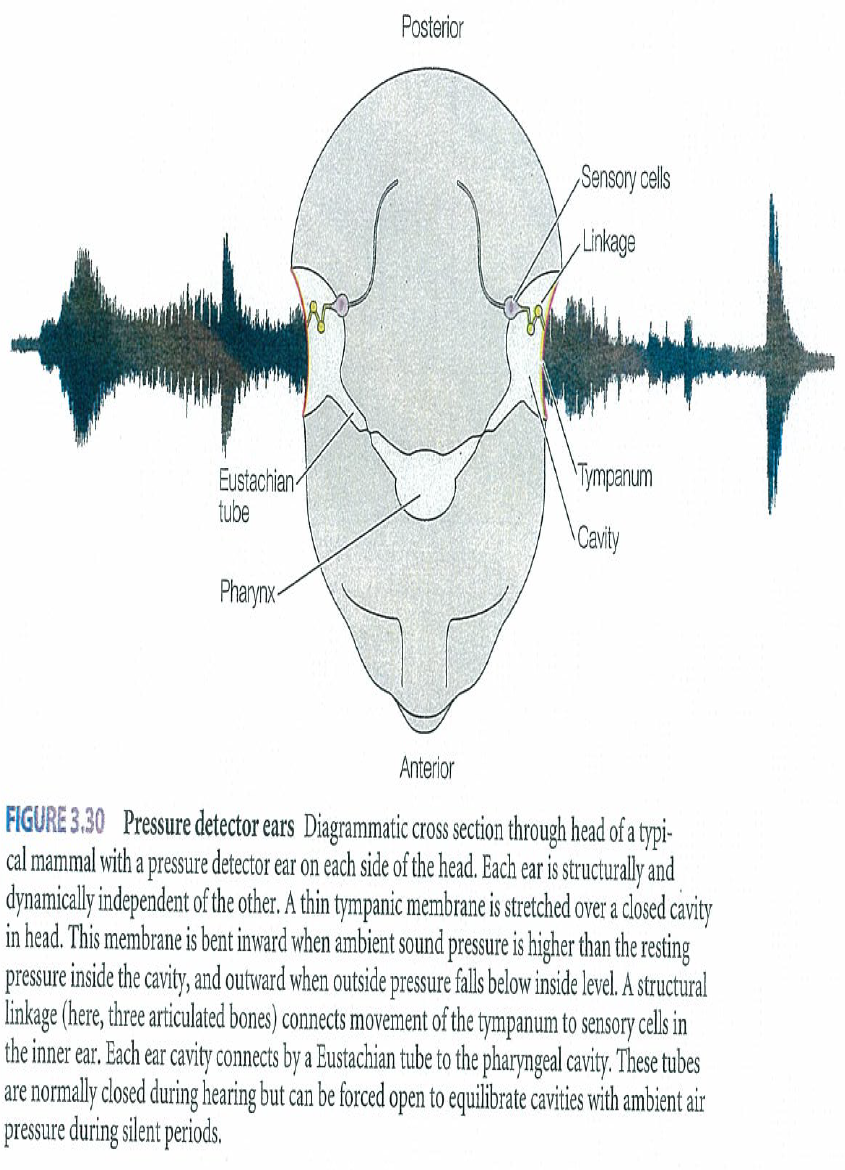 Posterior
Sensory cells
Linkage
Eustachian
tube
Tympanum
Cavity
Pharynx
Anterior
FIGURE 3.30 Pressure detector ears Diagrammatic cross section through head of a typi-
cal mammal with a pressure detector ear on each side of the head. Each ear is structurally and
dynamically independent of the other. A thin tympanic membrane is stretched over a closed cavity
in head. This membrane is bent inward when ambient sound pressure is higher than the resting
pressure inside the cavity, and outward when outside pressure falls below inside level. A structural
linkage (here, three articulated bones) connects movement of the tympanum to sensory cells in
the inner ear. Each ear cavity connects by a Eustachian tube to the pharyngeal cavity. These tubes
are normally closed during hearing but can be forced open to equilibrate cavities with ambient air
pressure during silent periods.